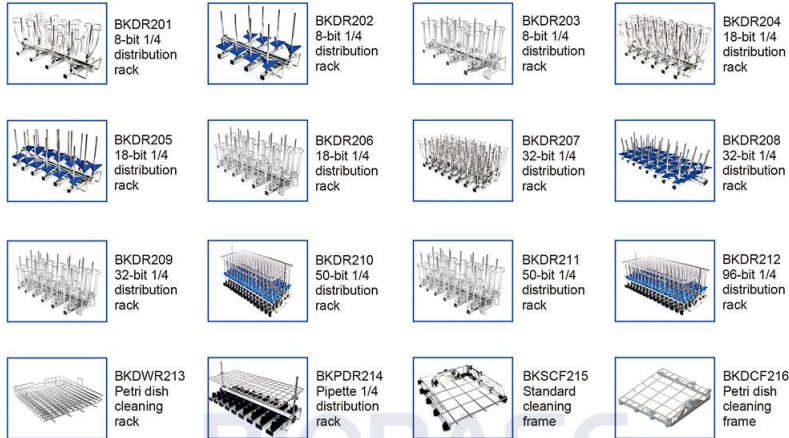 BKDR201
8-bit 1/4
distribution
rack
BKDR202
8-bit 1/4
distribution
rack
BKDR203
8-bit 1/4
distribution
rack
BKDR204
18-bit 1/4
distribution
rack
BKDR205
18-bit 1/4
distribution
rack
BKDR206
18-bit 1/4
distribution
rack
BKDR207
32-bit 1/4
distribution
rack
BKDR208
32-bit 1/4
distribution
rack
BKDR209
32-bit 1/4
distribution
rack
BKDR210
50-bit 1/4
distribution
rack
BKDR211
50-bit 1/4
distribution
rack
BKDR212
96-bit 1/4
distribution
rack
BKDWR213
Petri dish
cleaning
rack
BKPDR214
Pipette 1/4
distribution
rack
BKSCF215
Standard
cleaning
frame
BKDCF216
Petri dish
cleaning
frame